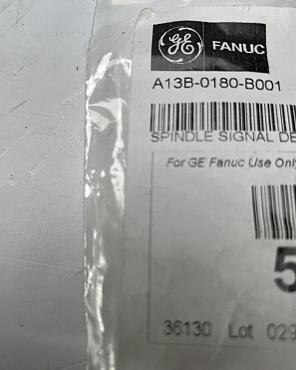 GE FANUC
A13B-0180-B001
SPINDLE SIGNAL DE
For GE Fanuc Use Only
5
36130 Lot 029